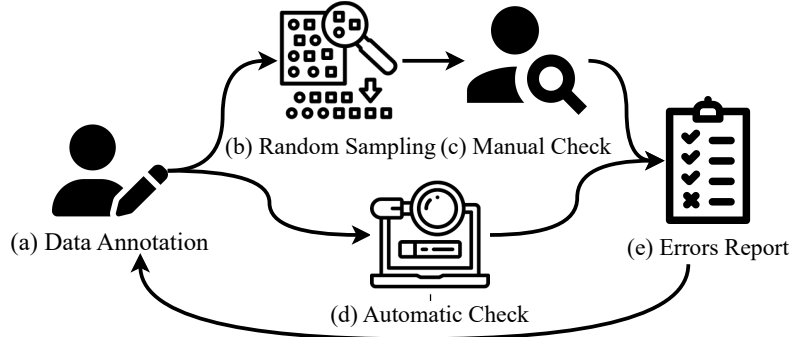 (b) Random Sampling
(c) Manual Check
(a) Data Annotation
(e) Errors Report
(d) Automatic Check